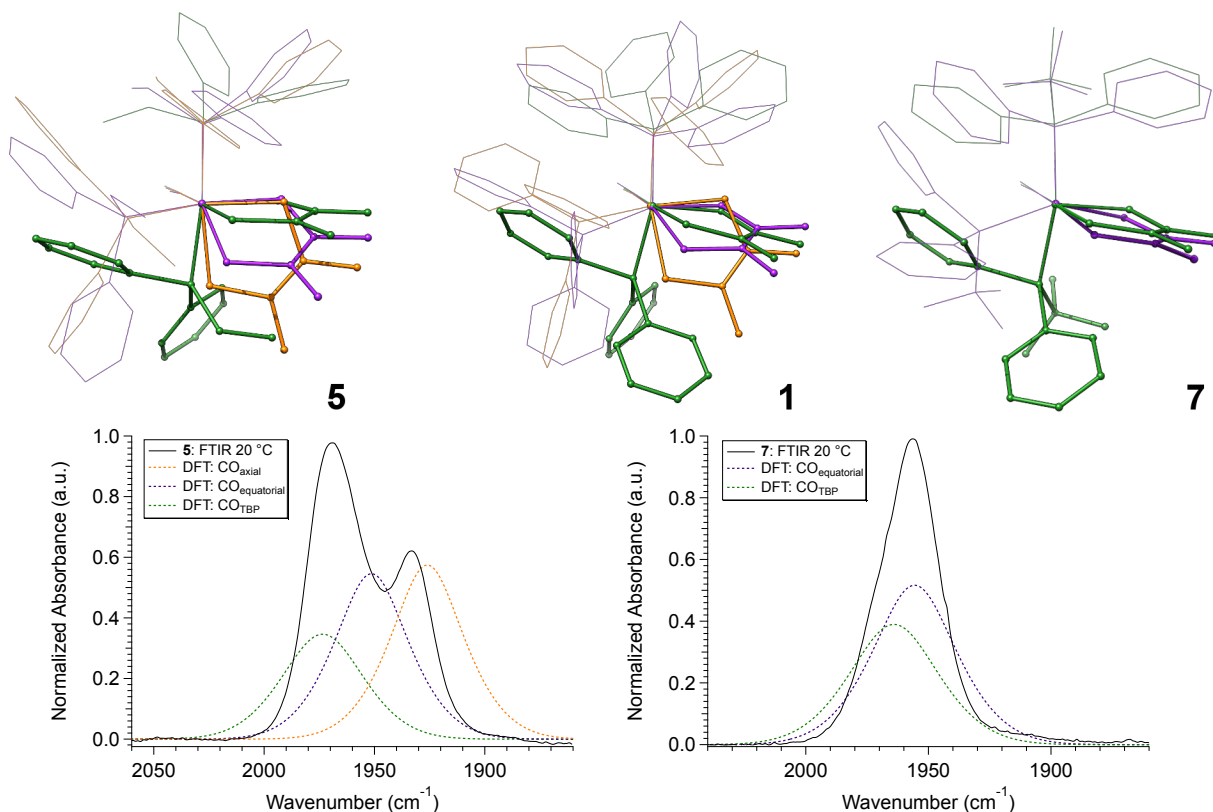 5
1
7
5: FTIR 20 °C
DFT: COaxial
DFT: COequatorial
DFT: COTBP
Normalized Absorbance (a.u.)
1.0
0.8
0.6
0.4
0.2
0.0
2050
2000
1950
1900
Wavenumber (cm-1)
7: FTIR 20 °C
DFT: COequatorial
DFT: COTBP
Normalized Absorbance (a.u.)
1.0
0.8
0.6
0.4
0.2
0.0
2000
1950
1900
Wavenumber (cm-1)